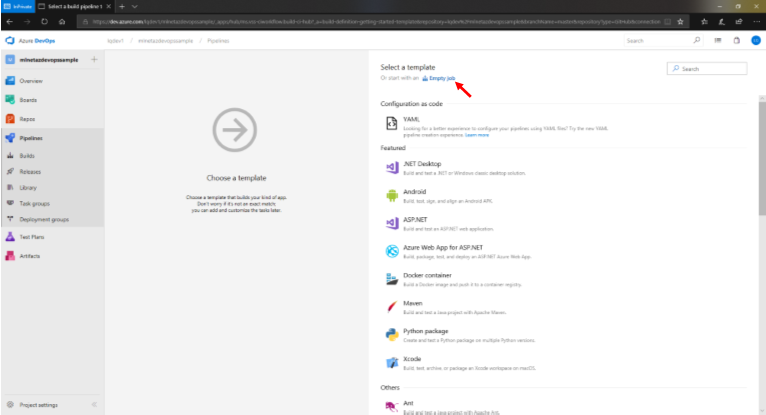 InPrivate
Select a build pipeline t
Azure DevOps
kplev1 / minetazdevopssample / Pipelines
Search
minetazdevopssample
Overview
Boards
Repos
Pipelines
Builds
Releases
Library
Task groups
Deployment groups
Test Plans
Artifacts
Project settings
Choose a template
Choose a template that builds your kind of app.
Don't worry if it's not an exact match;
you can add and customize the tasks later.
Select a template
Or start with an Empty job
Search
Configuration as code
YAML
Looking for a better experience to configure your pipelines using YAML files? Try the new YAML
pipeline creation experience. Learn more
Featured
.NET Desktop
Build and test a .NET or Windows classic desktop solution.
Android
Build, test, sign, and align an Android APK.
ASP.NET
Build and test an ASP.NET web application.
Azure Web App for ASP.NET
Build, package, test, and deploy an ASP.NET Azure Web App.
Docker container
Build a Docker image and push it to a container registry.
Maven
Build and test a Java project with Apache Maven.
Python package
Create and test a Python package on multiple Python versions.
Xcode
Build, test, archive, or package an Xcode workspace on macOS.
Others
Ant
Build and test a Java project with Apache Ant.